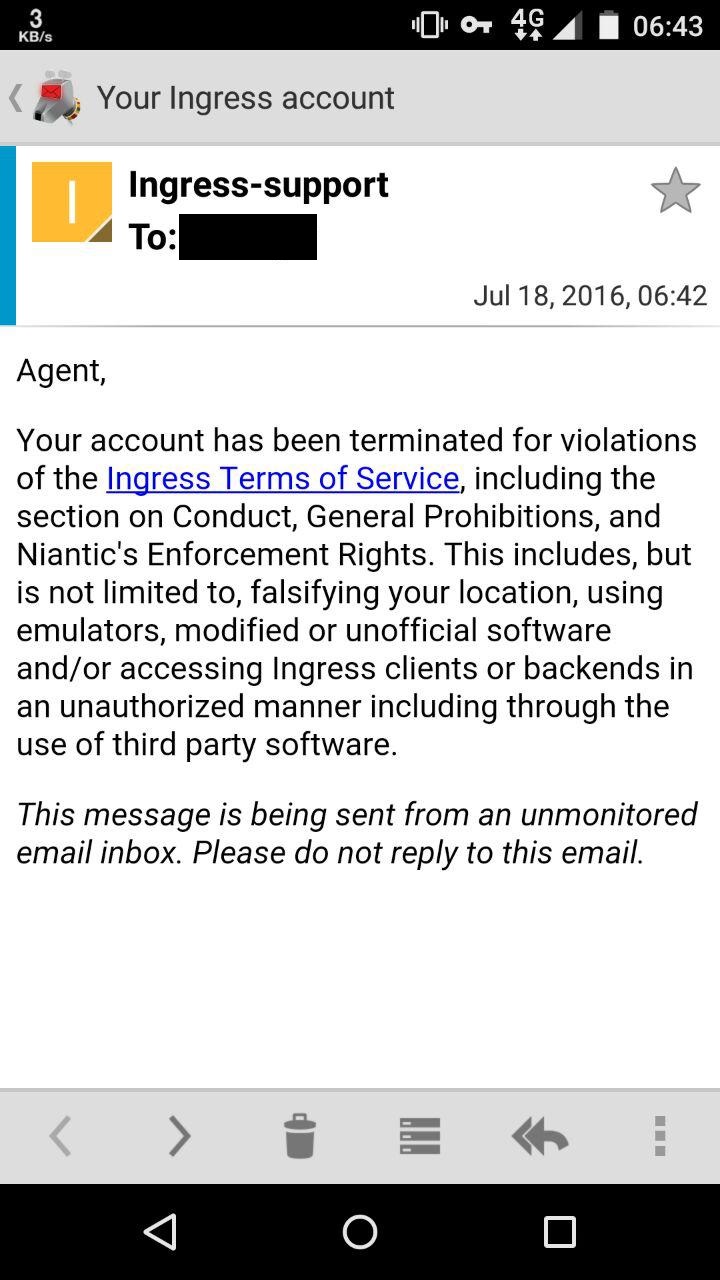 3
KB/s
4G
06:43
Your Ingress account
I
Ingress-support
To:
Jul 18, 2016, 06:42
Agent,
Your account has been terminated for violations
of the Ingress Terms of Service, including the
section on Conduct, General Prohibitions, and
Niantic's Enforcement Rights. This includes, but
is not limited to, falsifying your location, using
emulators, modified or unofficial software
and/or accessing Ingress clients or backends in
an unauthorized manner including through the
use of third party software.
This message is being sent from an unmonitored
email inbox. Please do not reply to this email.